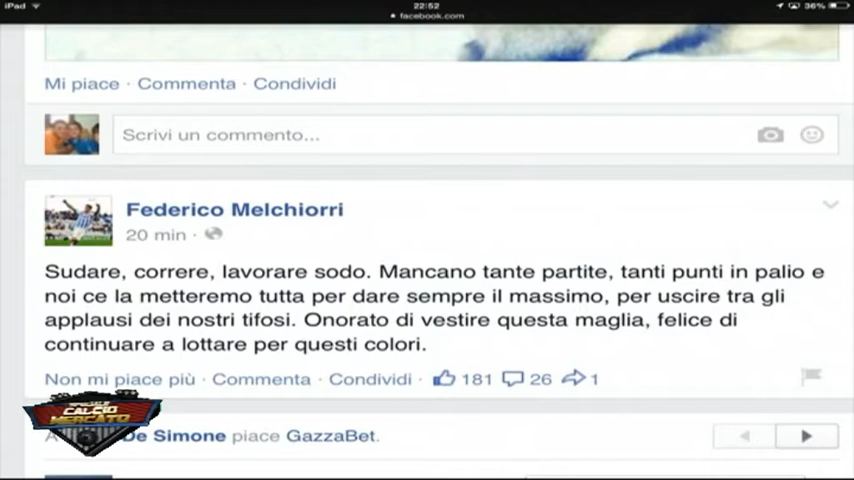 iPad 22:52 36%
facebook.com
Mi piace · Commenta · Condividi
Scrivi un commento...
Federico Melchiorri
20 min ·
Sudare, correre, lavorare sodo. Mancano tante partite, tanti punti in palio e
noi ce la metteremo tutta per dare sempre il massimo, per uscire tra gli
applausi dei nostri tifosi. Onorato di vestire questa maglia, felice di
continuare a lottare per questi colori.
Non mi piace più · Commenta · Condividi · 181 26 1
SPECIALE
CALCIO
MERCATO
De Simone piace GazzaBet.